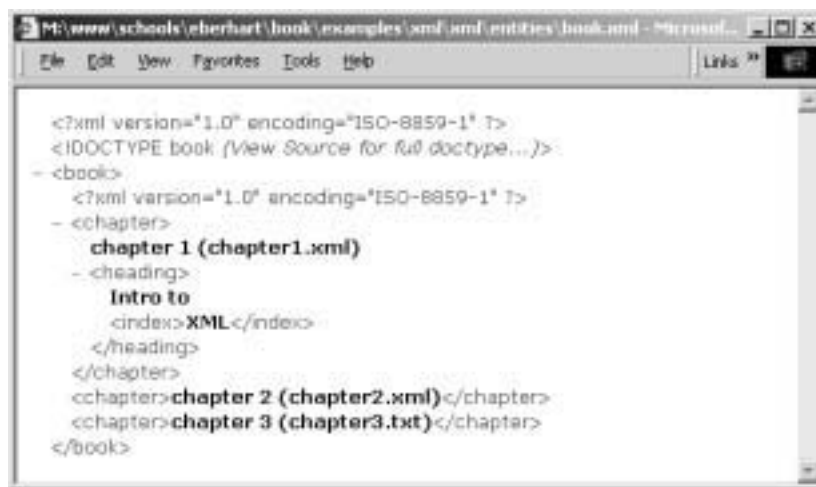 M:\www\schools\eberhart\book\examples\xml\xml\entities\book.xml - Microsof...
File Edit View Favorites Tools Help Links »
<?xml version="1.0" encoding="ISO-8859-1" ?>
<!DOCTYPE book (View Source for full doctype...)>
- <book>
<?xml version="1.0" encoding="ISO-8859-1" ?>
- <chapter>
chapter 1 (chapter1.xml)
- <heading>
Intro to
<index>XML</index>
</heading>
</chapter>
<chapter>chapter 2 (chapter2.xml)</chapter>
<chapter>chapter 3 (chapter3.txt)</chapter>
</book>